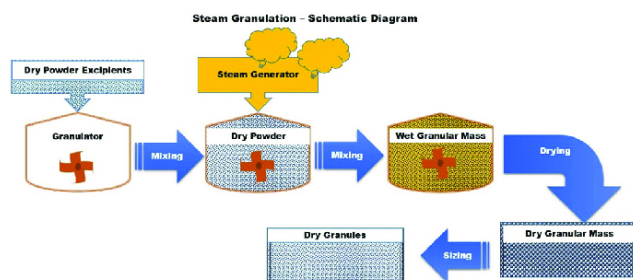 Steam Granulation – Schematic Diagram
Dry Powder Excipients
Steam Generator
Granulator
Mixing
Dry Powder
Mixing
Wet Granular Mass
Drying
Dry Granules
Sizing
Dry Granular Mass